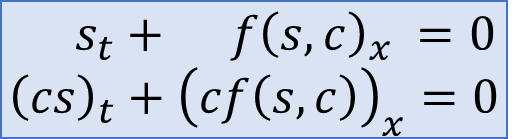 s_t + f(s, c)_x = 0
(cs)_t + (cf(s, c))_x = 0